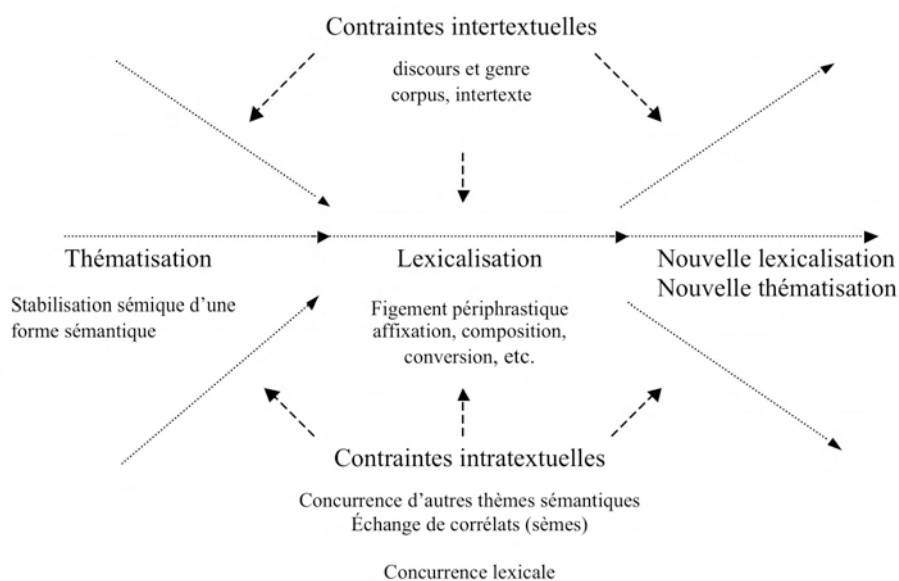 Contraintes intertextuelles
discours et genre
corpus, intertexte
Thématisation
Stabilisation sémique d'une
forme sémantique
Lexicalisation
Figement périphrastique
affixation, composition,
conversion, etc.
Nouvelle lexicalisation
Nouvelle thématisation
Contraintes intratextuelles
Concurrence d'autres thèmes sémantiques
Échange de corrélats (sèmes)
Concurrence lexicale